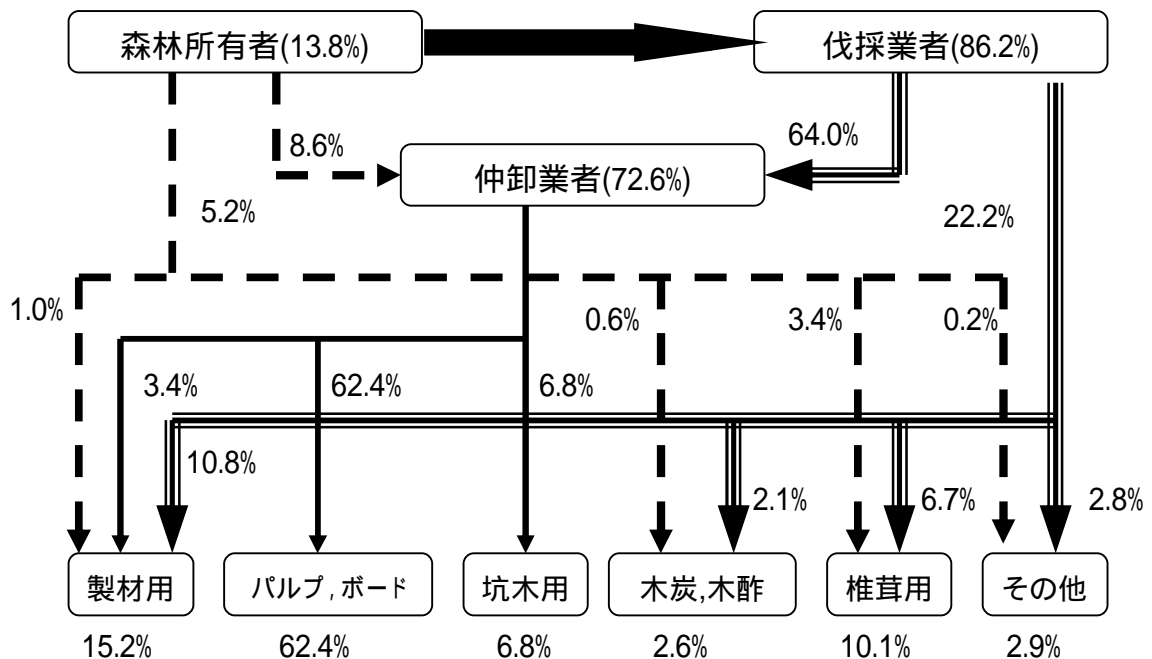 森林所有者(13.8%)
伐採業者(86.2%)
8.6%
64.0%
仲卸業者(72.6%)
5.2%
22.2%
1.0%
0.6%
3.4%
0.2%
3.4%
62.4%
6.8%
10.8%
2.1%
6.7%
2.8%
製材用
パルプ,ボード
坑木用
木炭,木酢
椎茸用
その他
15.2%
62.4%
6.8%
2.6%
10.1%
2.9%